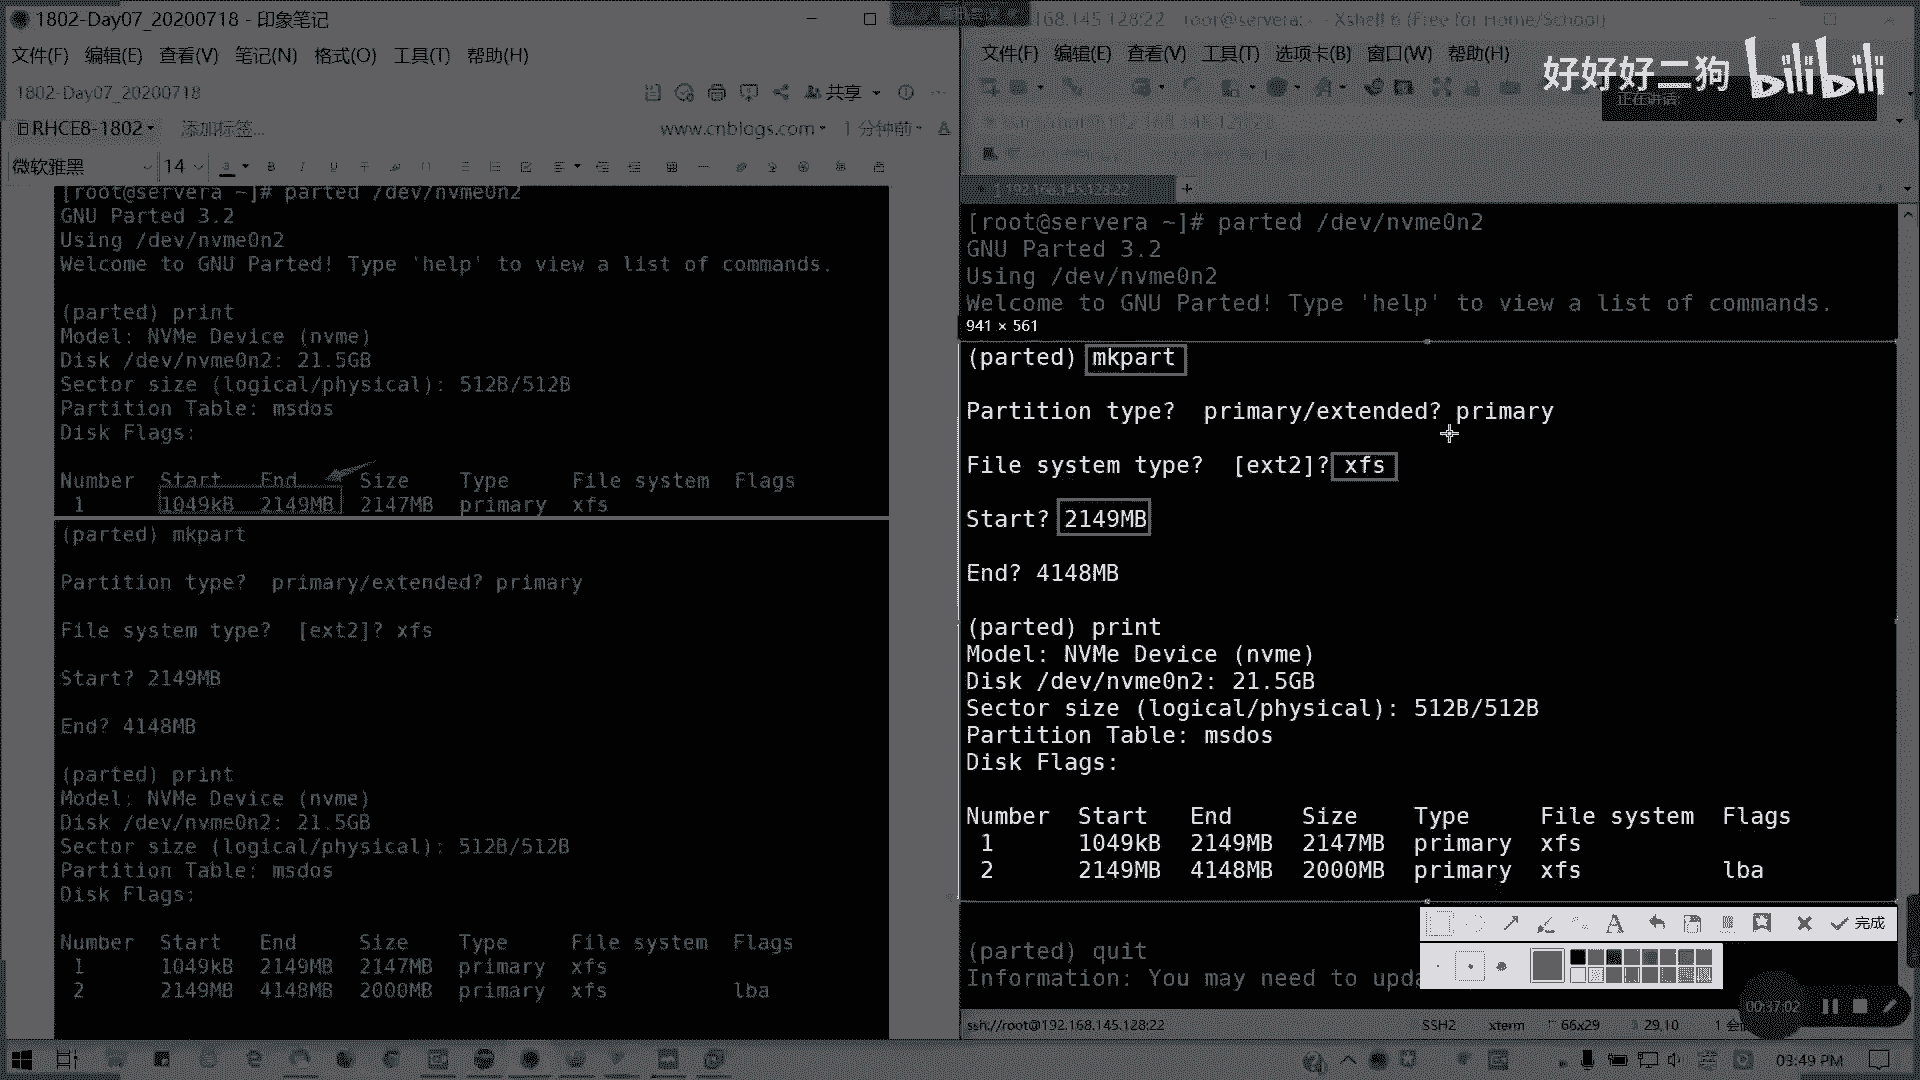 1802-Day07_20200718 - 印象笔记
文件(F) 编辑(E) 查看(V) 笔记(N) 格式(O) 工具(T) 帮助(H)
1802-Day07_20200718
共享
RHCE8-1802
添加标签...
www.cnblogs.com
1 分钟前
微软雅黑
14
[root@servera ~]# parted /dev/nvme0n2
GNU Parted 3.2
Using /dev/nvme0n2
Welcome to GNU Parted! Type 'help' to view a list of commands.
(parted) print
Model: NVMe Device (nvme)
Disk /dev/nvme0n2: 21.5GB
Sector size (logical/physical): 512B/512B
Partition Table: msdos
Disk Flags:
Number Start End Size Type File system Flags
1 1049kB 2149MB 2147MB primary xfs
(parted) mkpart
Partition type? primary/extended? primary
File system type? [ext2]? xfs
Start? 2149MB
End? 4148MB
(parted) print
Model: NVMe Device (nvme)
Disk /dev/nvme0n2: 21.5GB
Sector size (logical/physical): 512B/512B
Partition Table: msdos
Disk Flags:
Number Start End Size Type File system Flags
1 1049kB 2149MB 2147MB primary xfs
2 2149MB 4148MB 2000MB primary xfs lba
168.145.128:22 root@servera:~ - Xshell 6 (Free for Home/School)
文件(F) 编辑(E) 查看(V) 工具(T) 选项卡(B) 窗口(W) 帮助(H)
好好好二狗 bilibili
正在讲话:
1 192.168.145.128:22
[root@servera ~]# parted /dev/nvme0n2
GNU Parted 3.2
Using /dev/nvme0n2
Welcome to GNU Parted! Type 'help' to view a list of commands.
941 × 561
(parted) mkpart
Partition type? primary/extended? primary
File system type? [ext2]? xfs
Start? 2149MB
End? 4148MB
(parted) print
Model: NVMe Device (nvme)
Disk /dev/nvme0n2: 21.5GB
Sector size (logical/physical): 512B/512B
Partition Table: msdos
Disk Flags:
Number Start End Size Type File system Flags
1 1049kB 2149MB 2147MB primary xfs
2 2149MB 4148MB 2000MB primary xfs lba
完成
(parted) quit
Information: You may need to upda
00:37:02
ssh://root@192.168.145.128:22
SSH2 xterm 66x29 29,10
03:49 PM